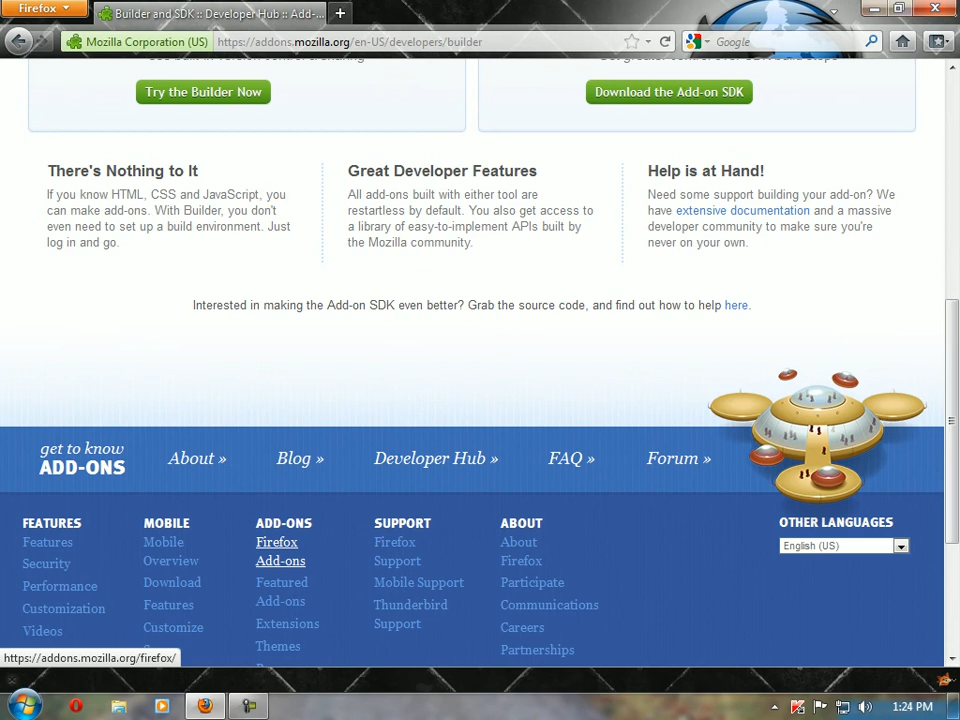 Firefox
Builder and SDK :: Developer Hub :: Add-...
Mozilla Corporation (US)
https://addons.mozilla.org/en-US/developers/builder
Google
Try the Builder Now
Download the Add-on SDK
There's Nothing to It
If you know HTML, CSS and JavaScript, you
can make add-ons. With Builder, you don't
even need to set up a build environment. Just
log in and go.
Great Developer Features
All add-ons built with either tool are
restartless by default. You also get access to
a library of easy-to-implement APIs built by
the Mozilla community.
Help is at Hand!
Need some support building your add-on? We
have extensive documentation and a massive
developer community to make sure you're
never on your own.
Interested in making the Add-on SDK even better? Grab the source code, and find out how to help here.
get to know
ADD-ONS
About »
Blog »
Developer Hub »
FAQ »
Forum »
FEATURES
Features
Security
Performance
Customization
Videos
MOBILE
Mobile
Overview
Download
Features
Customize
ADD-ONS
Firefox
Add-ons
Featured
Add-ons
Extensions
Themes
SUPPORT
Firefox
Support
Mobile Support
Thunderbird
Support
ABOUT
About
Firefox
Participate
Communications
Careers
Partnerships
OTHER LANGUAGES
English (US)
https://addons.mozilla.org/firefox/
1:24 PM